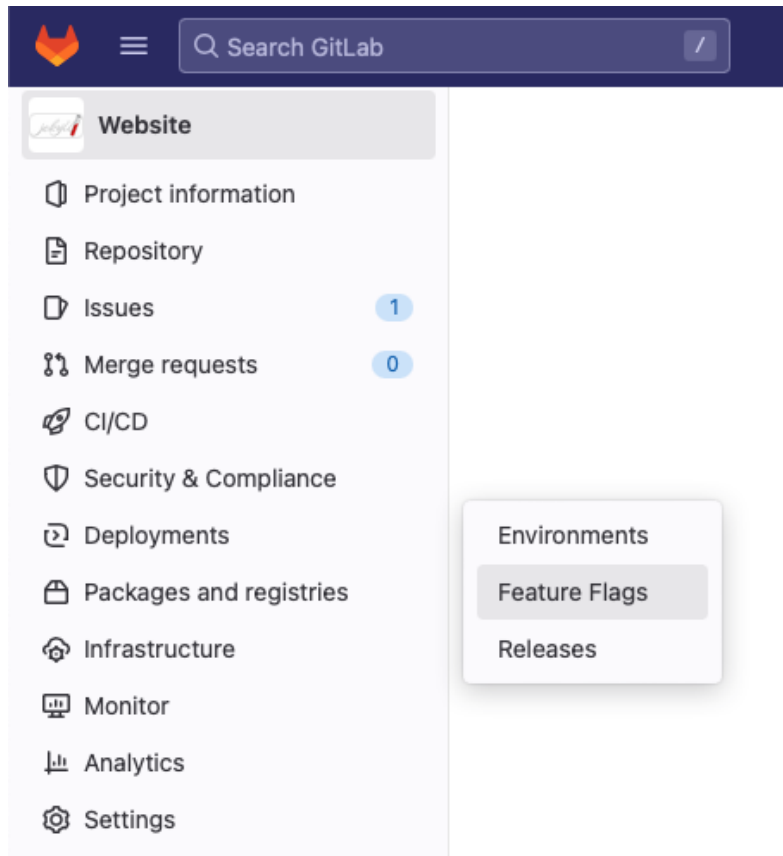 Search GitLab /
jekyll Website
Project information
Repository
Issues 1
Merge requests 0
CI/CD
Security & Compliance
Deployments
Environments
Packages and registries
Feature Flags
Infrastructure
Releases
Monitor
Analytics
Settings